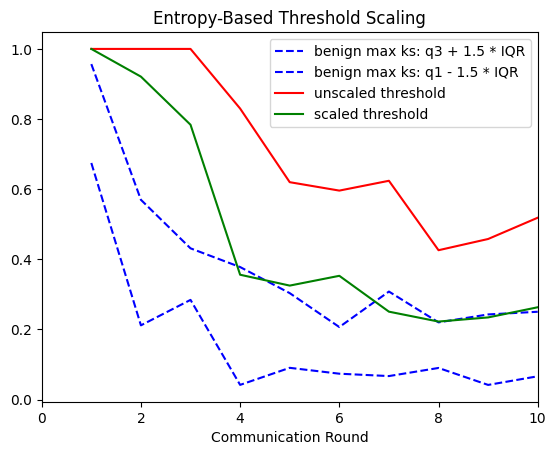 Entropy-Based Threshold Scaling
benign max ks: q3 + 1.5 * IQR
benign max ks: q1 - 1.5 * IQR
unscaled threshold
scaled threshold
1.0
0.8
0.6
0.4
0.2
0.0
0 2 4 6 8 10
Communication Round